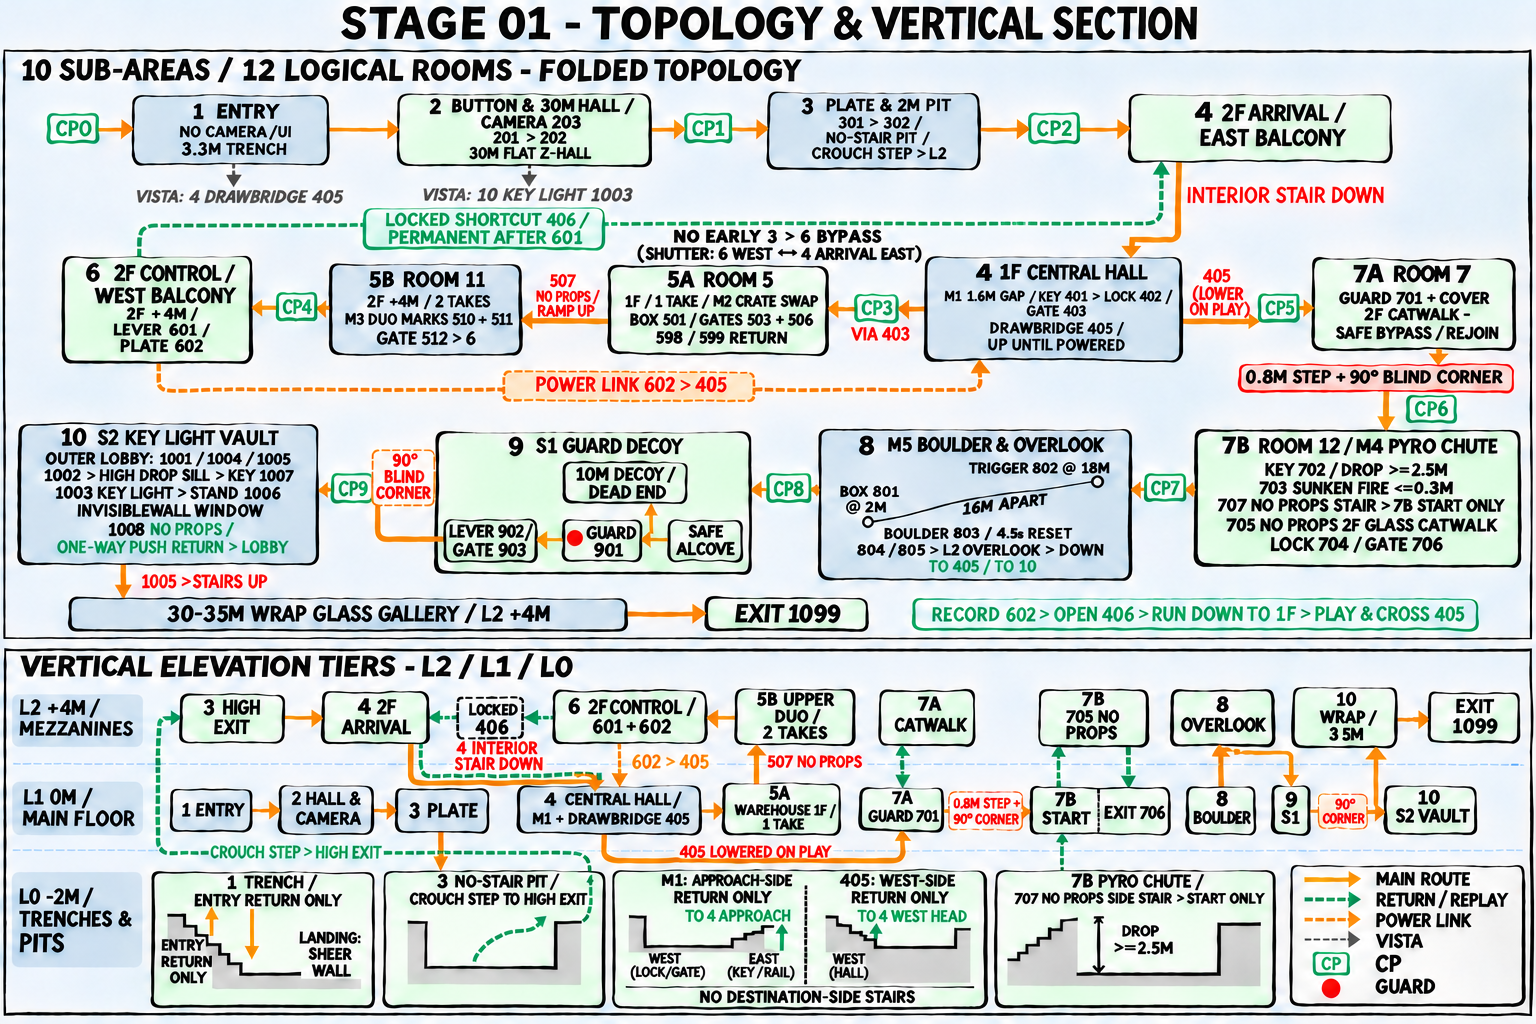 STAGE 01 - TOPOLOGY & VERTICAL SECTION
10 SUB-AREAS / 12 LOGICAL ROOMS - FOLDED TOPOLOGY
CP0
1 ENTRY
NO CAMERA/UI
3.3M TRENCH
2 BUTTON & 30M HALL /
CAMERA 203
201 > 202
30M FLAT Z-HALL
CP1
3 PLATE & 2M PIT
301 > 302 /
NO-STAIR PIT /
CROUCH STEP > L2
CP2
4 2F ARRIVAL /
EAST BALCONY
VISTA: 4 DRAWBRIDGE 405
VISTA: 10 KEY LIGHT 1003
INTERIOR STAIR DOWN
LOCKED SHORTCUT 406 /
PERMANENT AFTER 601
NO EARLY 3 > 6 BYPASS
(SHUTTER: 6 WEST ↔ 4 ARRIVAL EAST)
6 2F CONTROL /
WEST BALCONY
2F +4M /
LEVER 601 /
PLATE 602
CP4
5B ROOM 11
2F +4M / 2 TAKES
M3 DUO MARKS 510 + 511
GATE 512 > 6
507
NO PROPS /
RAMP UP
5A ROOM 5
1F / 1 TAKE / M2 CRATE SWAP
BOX 501 / GATES 503 + 506
598 / 599 RETURN
CP3
VIA 403
4 1F CENTRAL HALL
M1 1.6M GAP / KEY 401 > LOCK 402 /
GATE 403
DRAWBRIDGE 405 /
UP UNTIL POWERED
405
(LOWER
ON PLAY)
CP5
7A ROOM 7
GUARD 701 + COVER
2F CATWALK -
SAFE BYPASS / REJOIN
POWER LINK 602 > 405
0.8M STEP + 90° BLIND CORNER
CP6
10 S2 KEY LIGHT VAULT
OUTER LOBBY: 1001 / 1004 / 1005
1002 > HIGH DROP SILL > KEY 1007
1003 KEY LIGHT > STAND 1006
INVISIBLEWALL WINDOW
1008 NO PROPS /
ONE-WAY PUSH RETURN > LOBBY
CP9
90°
BLIND
CORNER
9 S1 GUARD DECOY
10M DECOY /
DEAD END
LEVER 902/
GATE 903
GUARD
901
SAFE
ALCOVE
CP8
8 M5 BOULDER & OVERLOOK
TRIGGER 802 @ 18M
BOX 801
@ 2M
16M APART
BOULDER 803 / 4.5s RESET
804 / 805 > L2 OVERLOOK > DOWN
TO 405 / TO 10
CP7
7B ROOM 12 / M4 PYRO CHUTE
KEY 702 / DROP >=2.5M
703 SUNKEN FIRE <=0.3M
707 NO PROPS STAIR > 7B START ONLY
705 NO PROPS 2F GLASS CATWALK
LOCK 704 / GATE 706
1005 > STAIRS UP
30-35M WRAP GLASS GALLERY / L2 +4M
EXIT 1099
RECORD 602 > OPEN 406 > RUN DOWN TO 1F > PLAY & CROSS 405
VERTICAL ELEVATION TIERS - L2 / L1 / L0
L2 +4M /
MEZZANINES
3 HIGH
EXIT
4 2F
ARRIVAL
LOCKED
406
6 2F CONTROL /
601 + 602
5B UPPER
DUO /
2 TAKES
7A
CATWALK
7B
705 NO
PROPS
8
OVERLOOK
10
WRAP /
35M
EXIT
1099
4 INTERIOR
STAIR DOWN
602 > 405
507 NO PROPS
L1 0M /
MAIN FLOOR
1 ENTRY
2 HALL &
CAMERA
3 PLATE
4 CENTRAL HALL/
M1 + DRAWBRIDGE 405
5A
WAREHOUSE 1F /
1 TAKE
7A
GUARD 701
0.8M STEP +
90° CORNER
7B
START
EXIT 706
8
BOULDER
9
S1
90°
CORNER
10
S2 VAULT
CROUCH STEP > HIGH EXIT
405 LOWERED ON PLAY
L0 -2M /
TRENCHES &
PITS
1 TRENCH /
ENTRY RETURN ONLY
ENTRY
RETURN
ONLY
LANDING:
SHEER
WALL
3 NO-STAIR PIT /
CROUCH STEP TO HIGH EXIT
M1: APPROACH-SIDE
RETURN ONLY
TO 4 APPROACH
WEST
(LOCK/GATE)
EAST
(KEY/RAIL)
405: WEST-SIDE
RETURN ONLY
TO 4 WEST HEAD
WEST
(HALL)
NO DESTINATION-SIDE STAIRS
7B PYRO CHUTE /
707 NO PROPS SIDE STAIR > START ONLY
DROP
>=2.5M
MAIN ROUTE
RETURN / REPLAY
POWER LINK
VISTA
CP
CP
GUARD